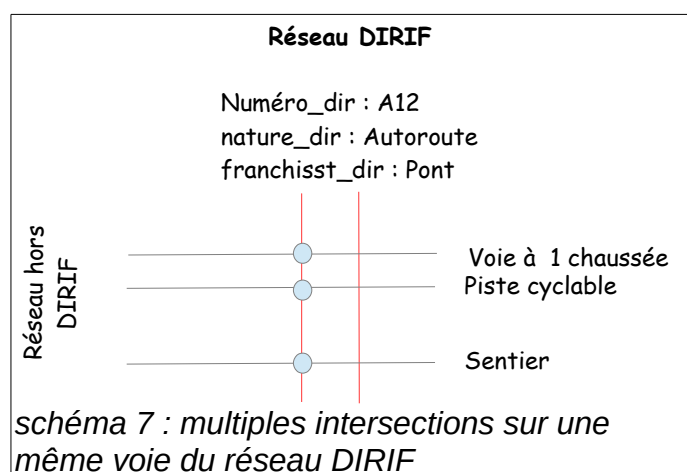 Réseau DIRIF
Numéro_dir : A12
nature_dir : Autoroute
franchisst_dir : Pont
Réseau hors
DIRIF
Voie à 1 chaussée
Piste cyclable
Sentier
schéma 7 : multiples intersections sur une
même voie du réseau DIRIF